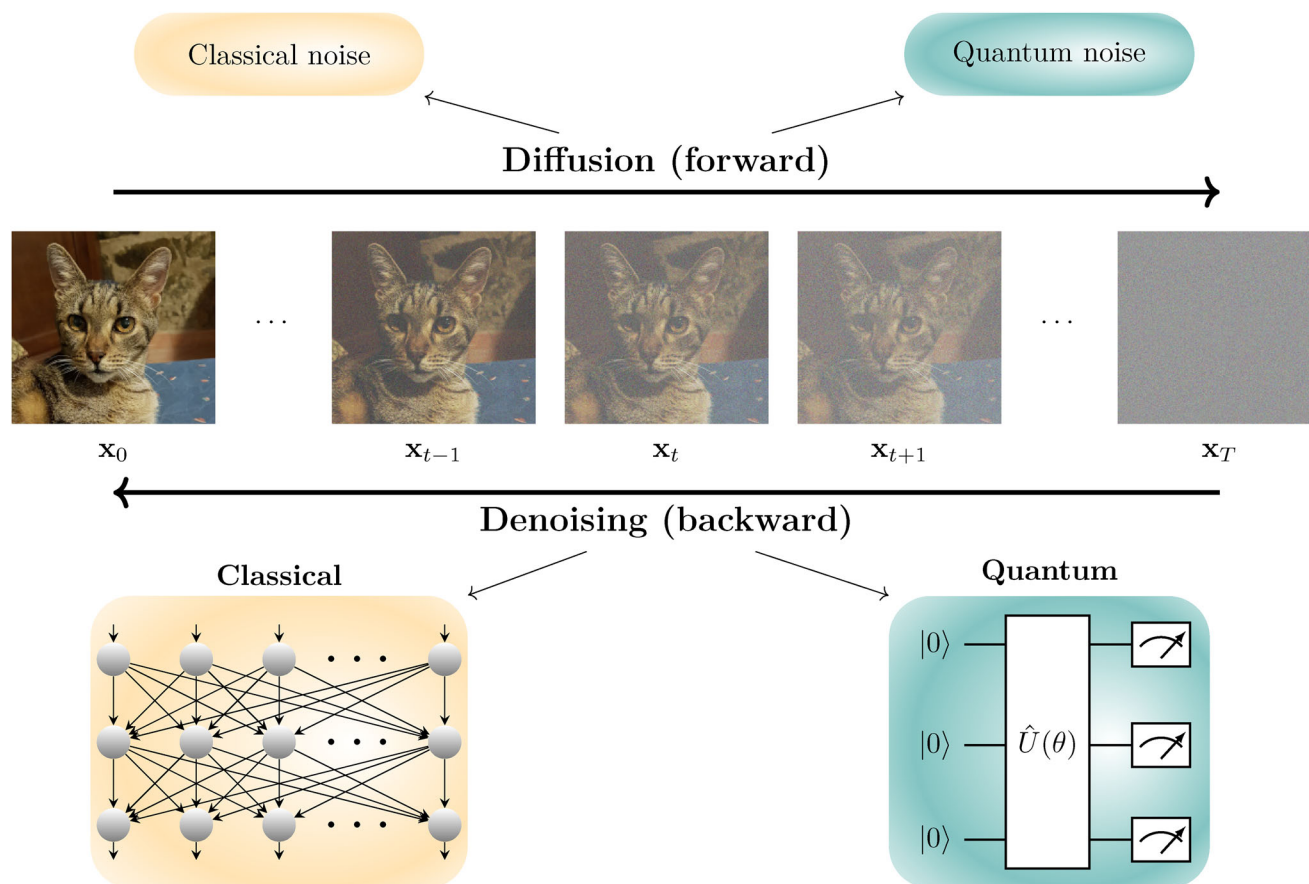 Classical noise
Quantum noise
Diffusion (forward)
. . .
. . .
x₀
xₜ₋₁
xₜ
xₜ₊₁
x_T
Denoising (backward)
Classical
Quantum
|0⟩
|0⟩
Û(θ)
|0⟩